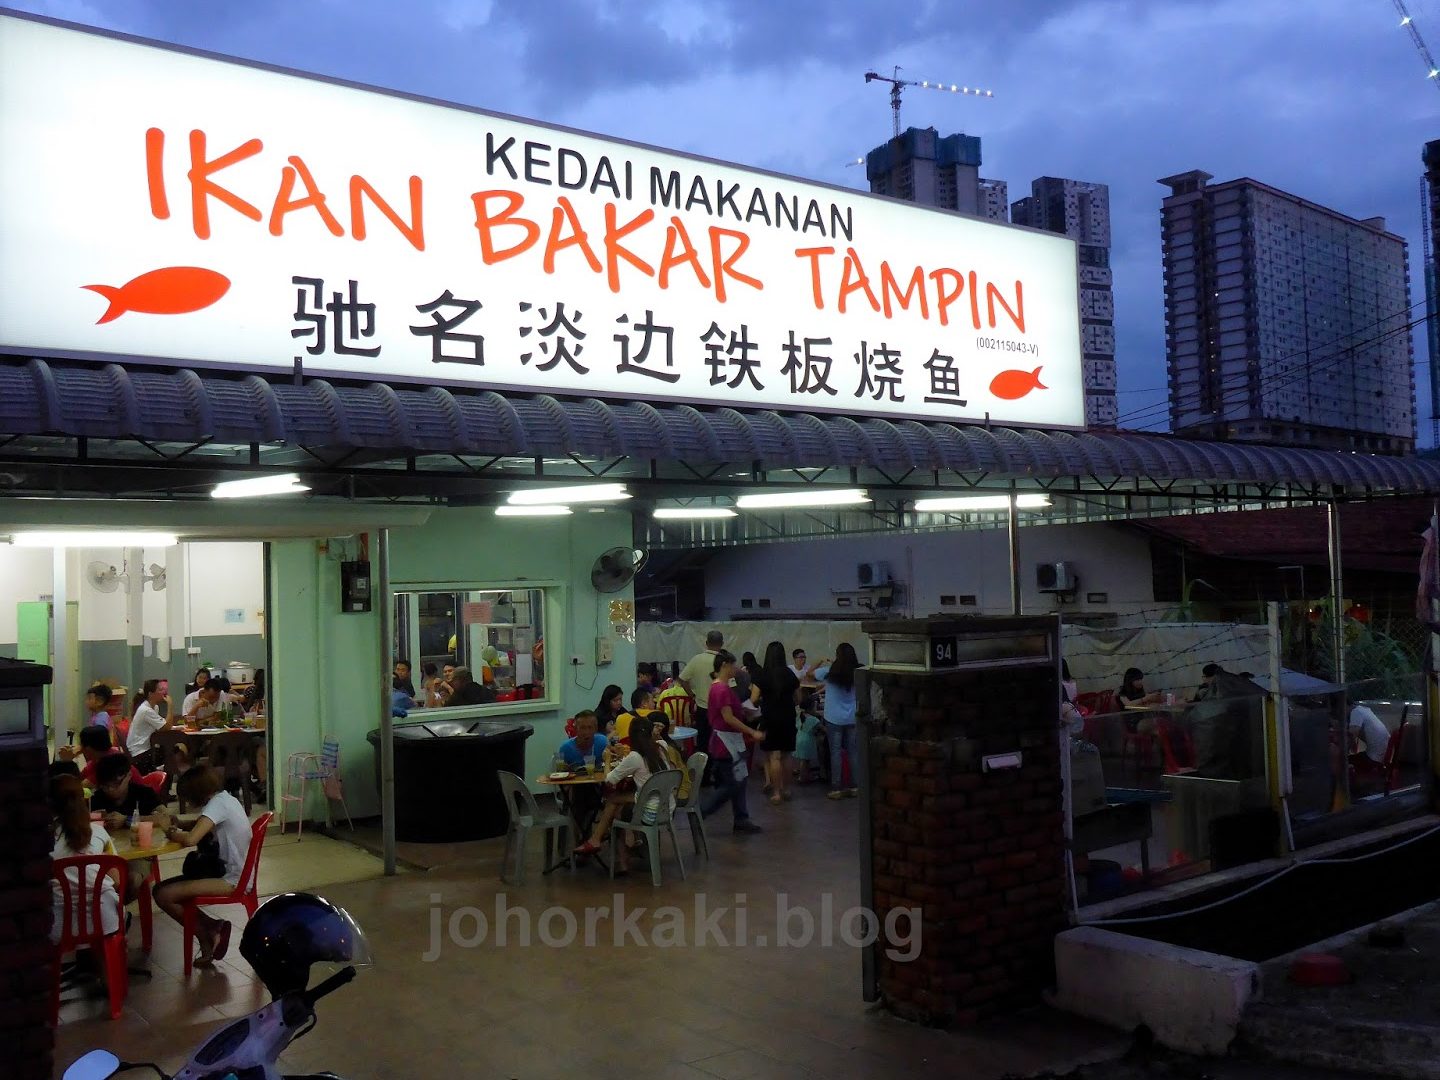 KEDAI MAKANAN
IKAN BAKAR TAMPIN
(002115043-V)
驰名淡边铁板烧鱼
94
johorkaki.blog